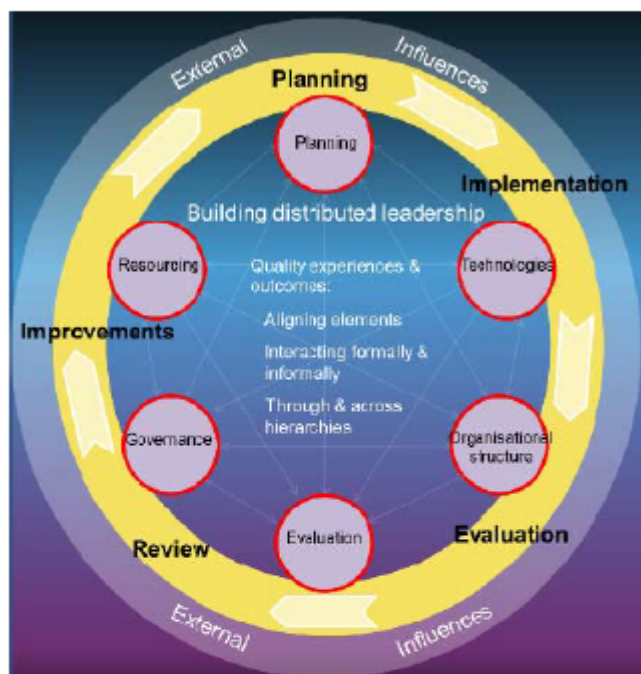 External
Influences
Planning
Planning
Implementation
Building distributed leadership
Resourcing
Quality experiences &
outcomes:
Technologies
Aligning elements
Improvements
Interacting formally &
informally
Through & across
hierarchies
Governance
Organisational
structure
Evaluation
Evaluation
Review
External
Influences